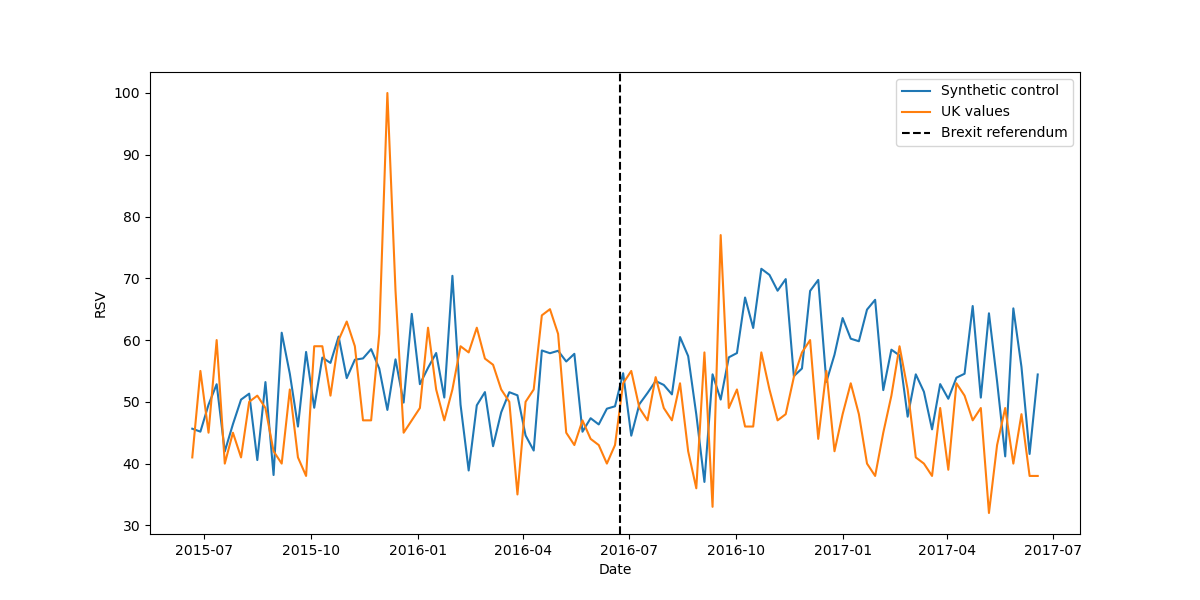 Synthetic control
UK values
Brexit referendum
RSV
100
90
80
70
60
50
40
30
2015-07 2015-10 2016-01 2016-04 2016-07 2016-10 2017-01 2017-04 2017-07
Date